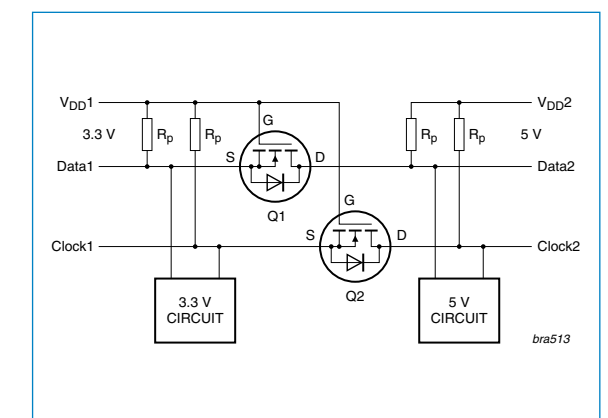 VDD1
VDD2
G
3.3 V
Rp
Rp
Rp
Rp
5 V
Data1
S
D
Data2
Q1
G
Clock1
S
D
Clock2
Q2
3.3 V
CIRCUIT
5 V
CIRCUIT
bra513